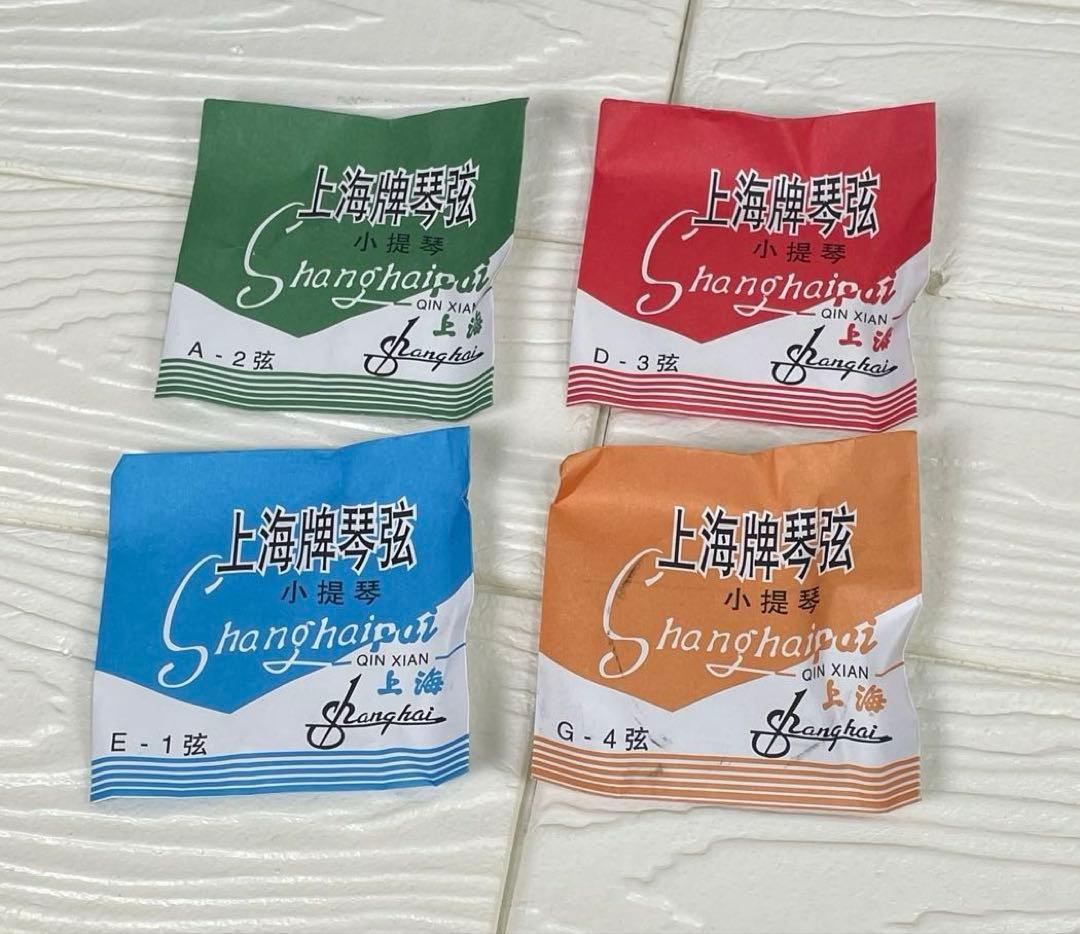 上海牌琴弦
小提琴
Shanghaipai
QIN XIAN
上海
Shanghai
A - 2弦
上海牌琴弦
小提琴
Shanghaipai
QIN XIAN
上海
Shanghai
D - 3弦
上海牌琴弦
小提琴
Shanghaipai
QIN XIAN
上海
Shanghai
E - 1弦
上海牌琴弦
小提琴
Shanghaipai
QIN XIAN
上海
Shanghai
G - 4弦